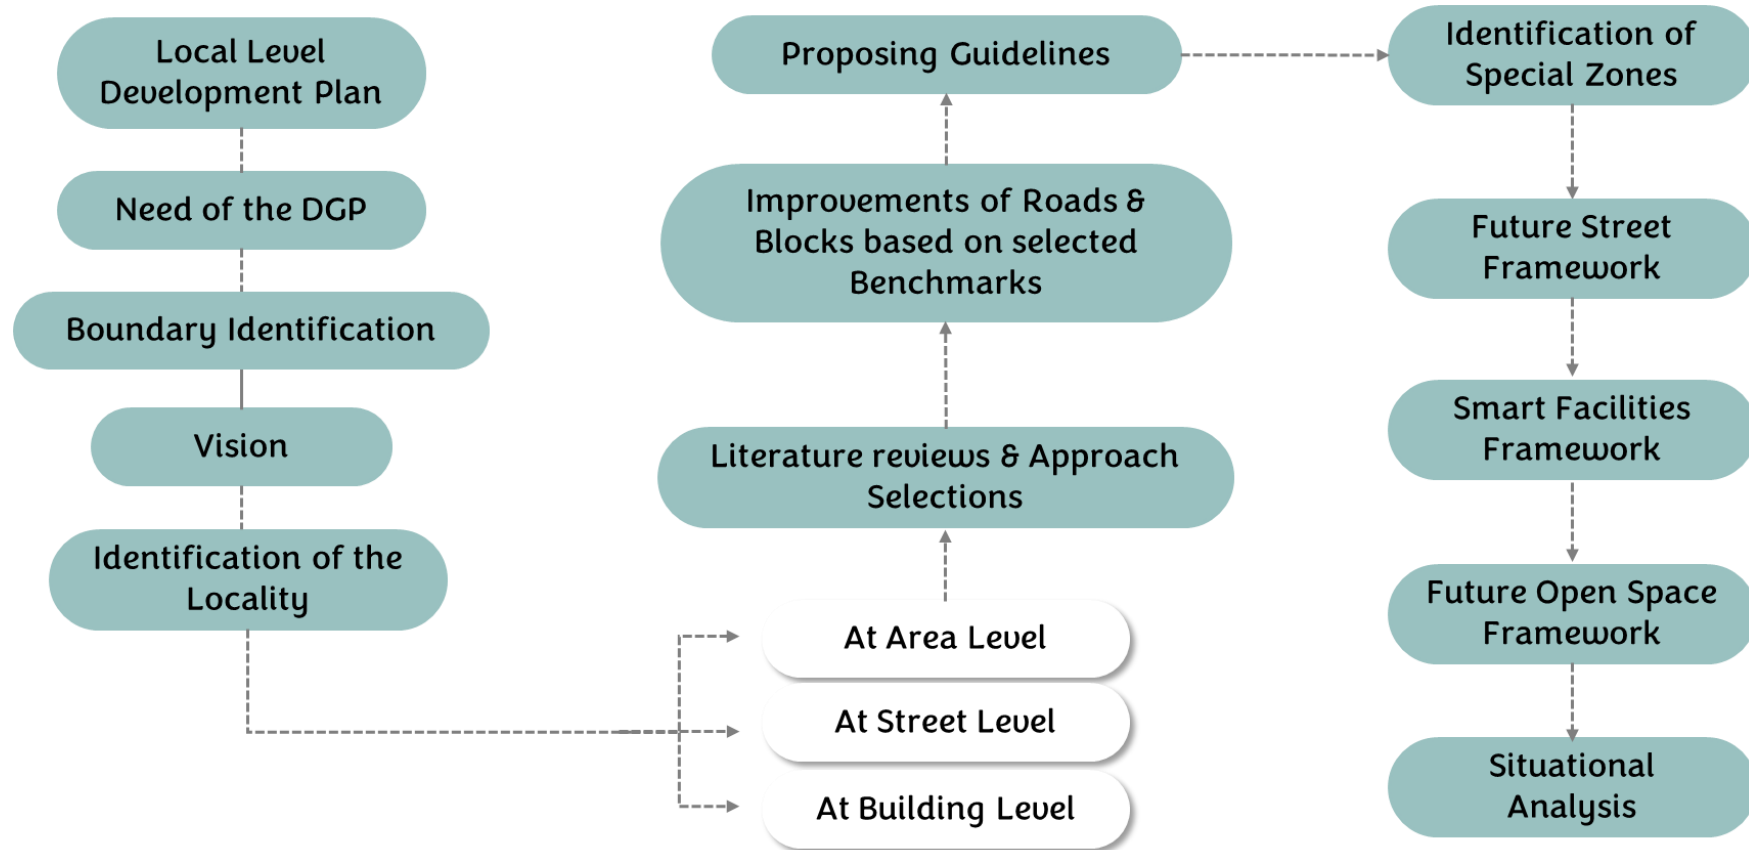 Local Level
Development Plan
Need of the DGP
Boundary Identification
Vision
Identification of the
Locality
At Area Level
At Street Level
At Building Level
Literature reviews & Approach
Selections
Improvements of Roads &
Blocks based on selected
Benchmarks
Proposing Guidelines
Identification of
Special Zones
Future Street
Framework
Smart Facilities
Framework
Future Open Space
Framework
Situational
Analysis